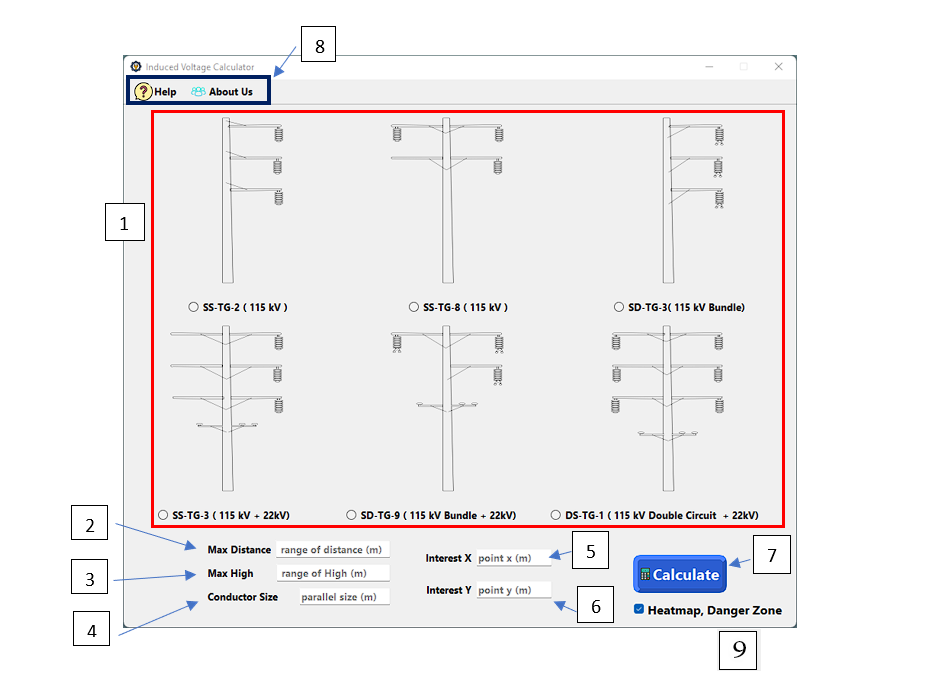 8
Induced Voltage Calculator
? Help About Us
1
SS-TG-2 ( 115 kV ) SS-TG-8 ( 115 kV ) SD-TG-3( 115 kV Bundle)
SS-TG-3 ( 115 kV + 22kV) SD-TG-9 ( 115 kV Bundle + 22kV) DS-TG-1 ( 115 kV Double Circuit + 22kV)
2
Max Distance range of distance (m)
3
Max High range of High (m)
4
Conductor Size parallel size (m)
Interest X point x (m)
5
Interest Y point y (m)
6
Calculate
7
Heatmap, Danger Zone
9